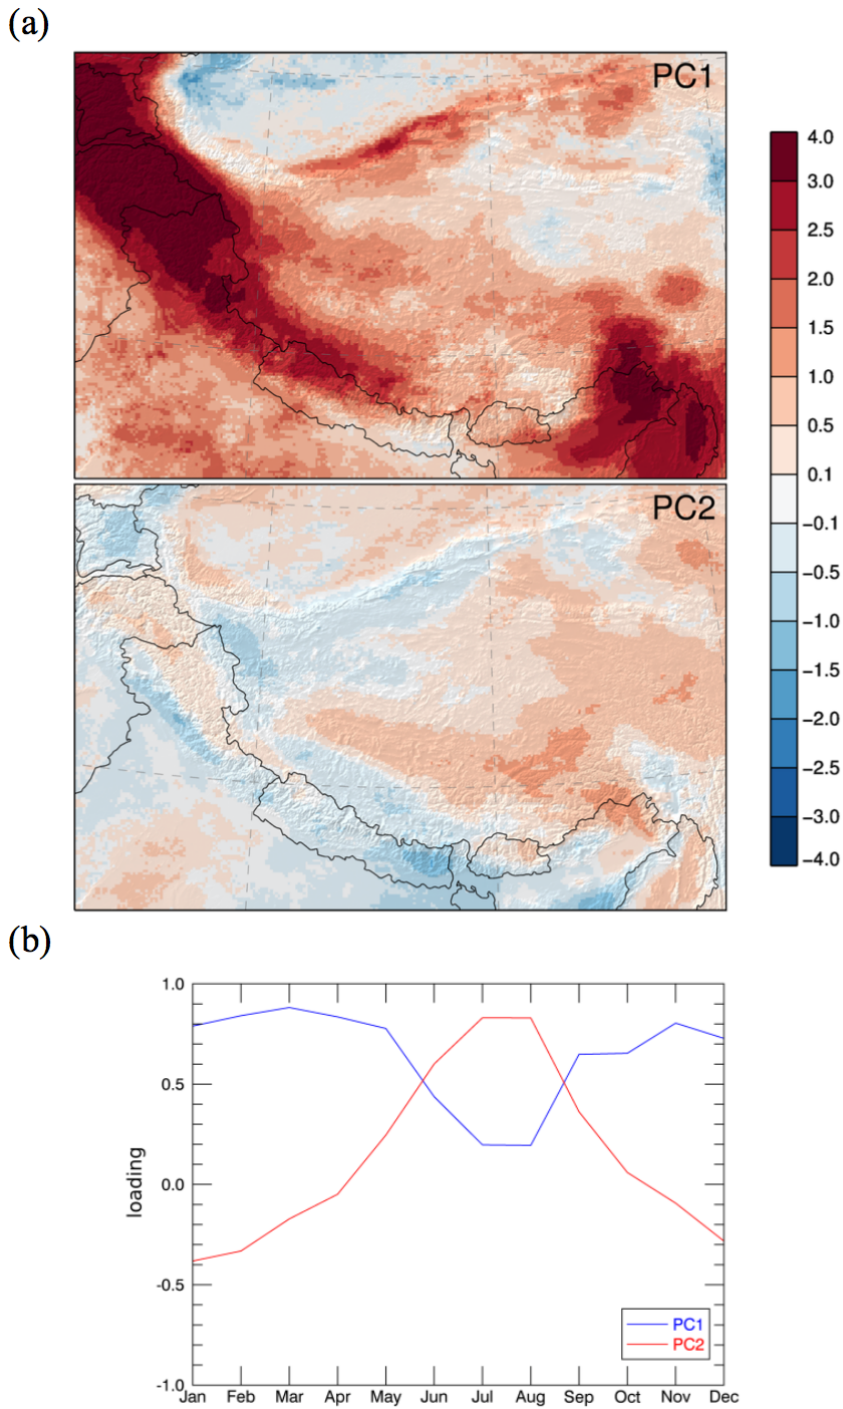 (a)
PC1
4.0
3.0
2.5
2.0
1.5
1.0
0.5
0.1
−0.1
−0.5
−1.0
−1.5
−2.0
−2.5
−3.0
−4.0
PC2
(b)
1.0
0.5
0.0
-0.5
-1.0
loading
PC1
PC2
Jan Feb Mar Apr May Jun Jul Aug Sep Oct Nov Dec